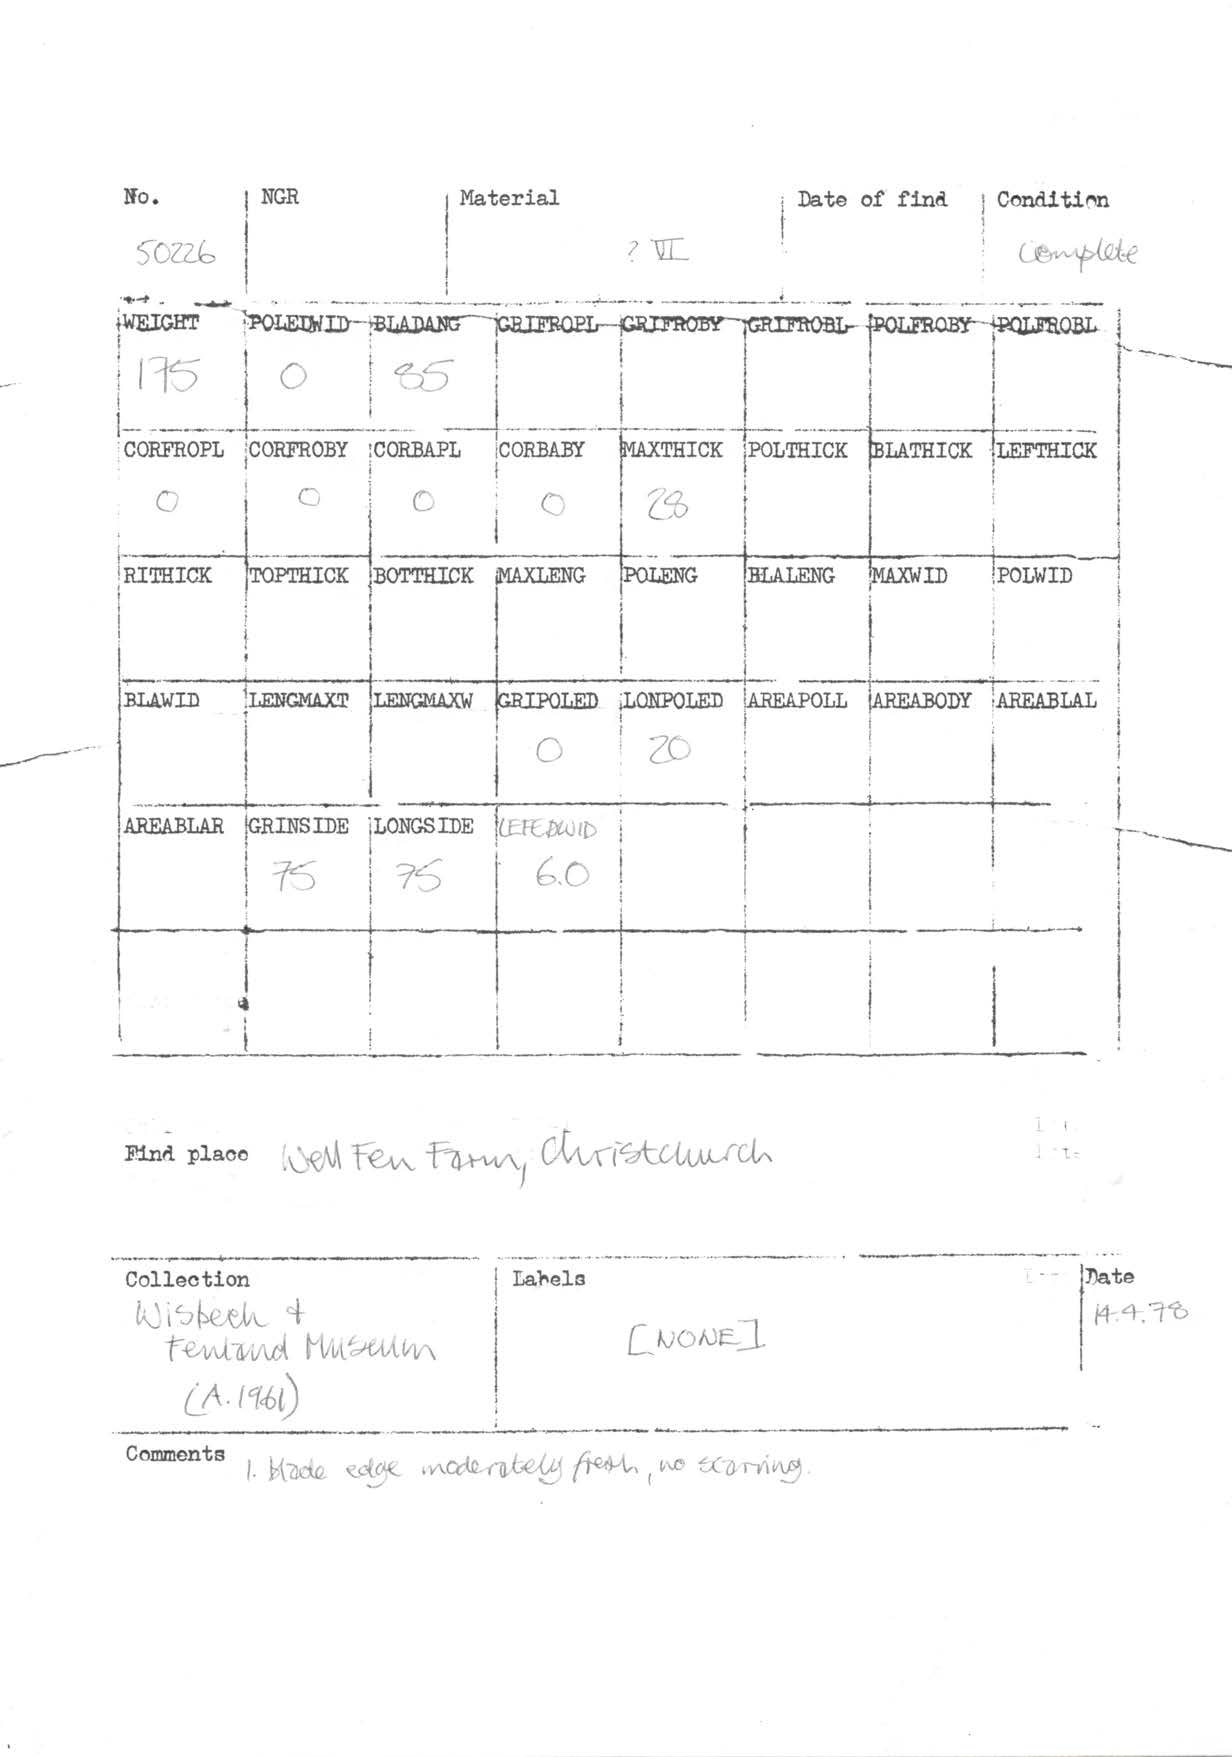 No. NGR Material Date of find Condition
50226 ? VI Complete
WEIGHT POLEDWID BLADANG GRIFROPL GRIFROBY GRIFROBL POLFROBY POLFROBL
175 0 85
CORFROPL CORFROBY CORBAPL CORBABY MAXTHICK POLTHICK BLATHICK LEFTHICK
0 0 0 0 28
RITHICK TOPTHICK BOTTHICK MAXLENG POLENG BLALENG MAXWID POLWID
BLAWID LENGMAXT LENGMAXW GRIPOLED LONPOLED AREAPOLL AREABODY AREABLAL
0 20
AREABLAR GRINSIDE LONGSIDE LEFEDWID
75 75 6.0
Find place Well Fen Farm, Christchurch
Collection Labels Date
Wisbech & [NONE] 14.4.78
Fenland Museum
(A.1961)
Comments 1. blade edge moderately fresh, no scarring.